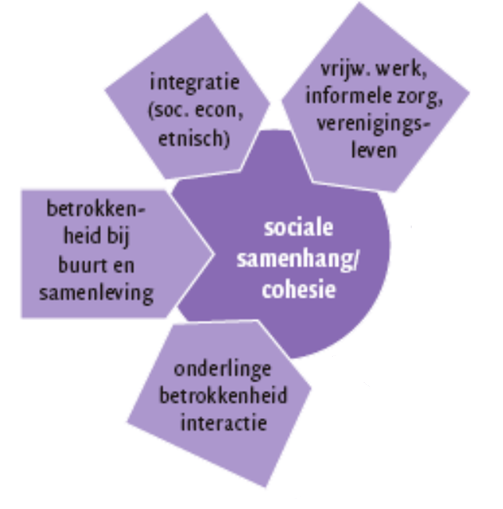 integratie
(soc. econ,
etnisch)
vrijw. werk,
informele zorg,
verenigings-
leven
betrokken-
heid bij
buurt en
samenleving
sociale
samenhang/
cohesie
onderlinge
betrokkenheid
interactie